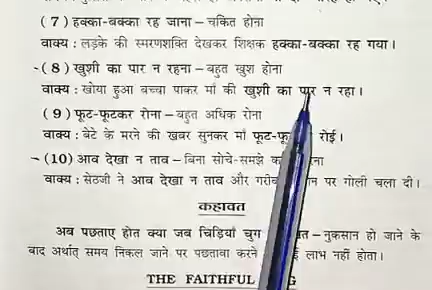 ( 7 ) हक्का-बक्का रह जाना – चकित होना
वाक्य : लड़के की स्मरणशक्ति देखकर शिक्षक हक्का-बक्का रह गया।
-( 8 ) खुशी का पार न रहना – बहुत खुश होना
वाक्य : खोया हुआ बच्चा पाकर माँ की खुशी का पार न रहा।
( 9 ) फूट-फूटकर रोना – बहुत अधिक रोना
वाक्य : बेटे के मरने की खबर सुनकर माँ फूट-फू रोई।
- (10) आव देखा न ताव – बिना सोचे-समझे क ना
वाक्य : सेठजी ने आव देखा न ताव और गरीब न पर गोली चला दी।
कहावत
अब पछताए होत क्या जब चिड़ियाँ चुग त – नुकसान हो जाने के
बाद अर्थात् समय निकल जाने पर पछतावा करने ई लाभ नहीं होता।
THE FAITHFUL G